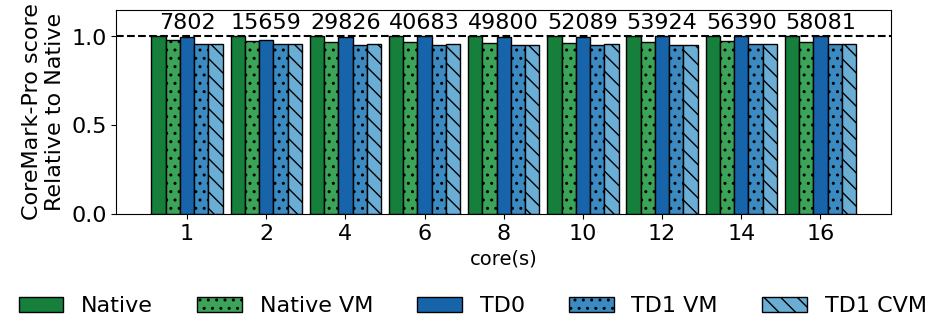 CoreMark-Pro score
Relative to Native
7802 15659 29826 40683 49800 52089 53924 56390 58081
1.0
0.5
0.0
1 2 4 6 8 10 12 14 16
core(s)
Native Native VM TD0 TD1 VM TD1 CVM